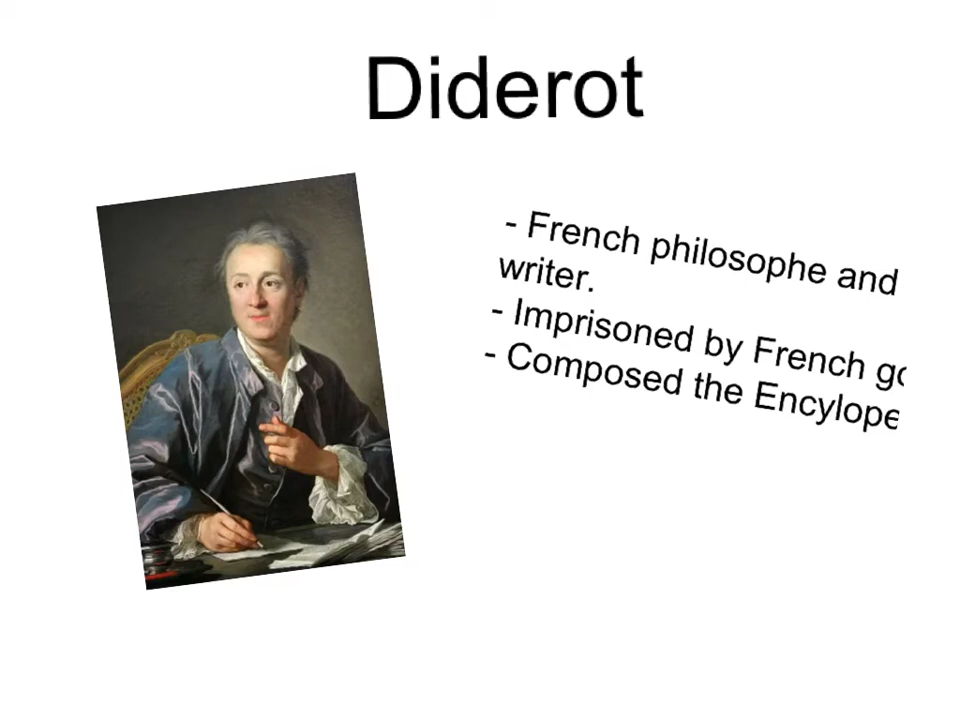 Diderot
- French philosophe and
writer.
- Imprisoned by French go
- Composed the Encylope